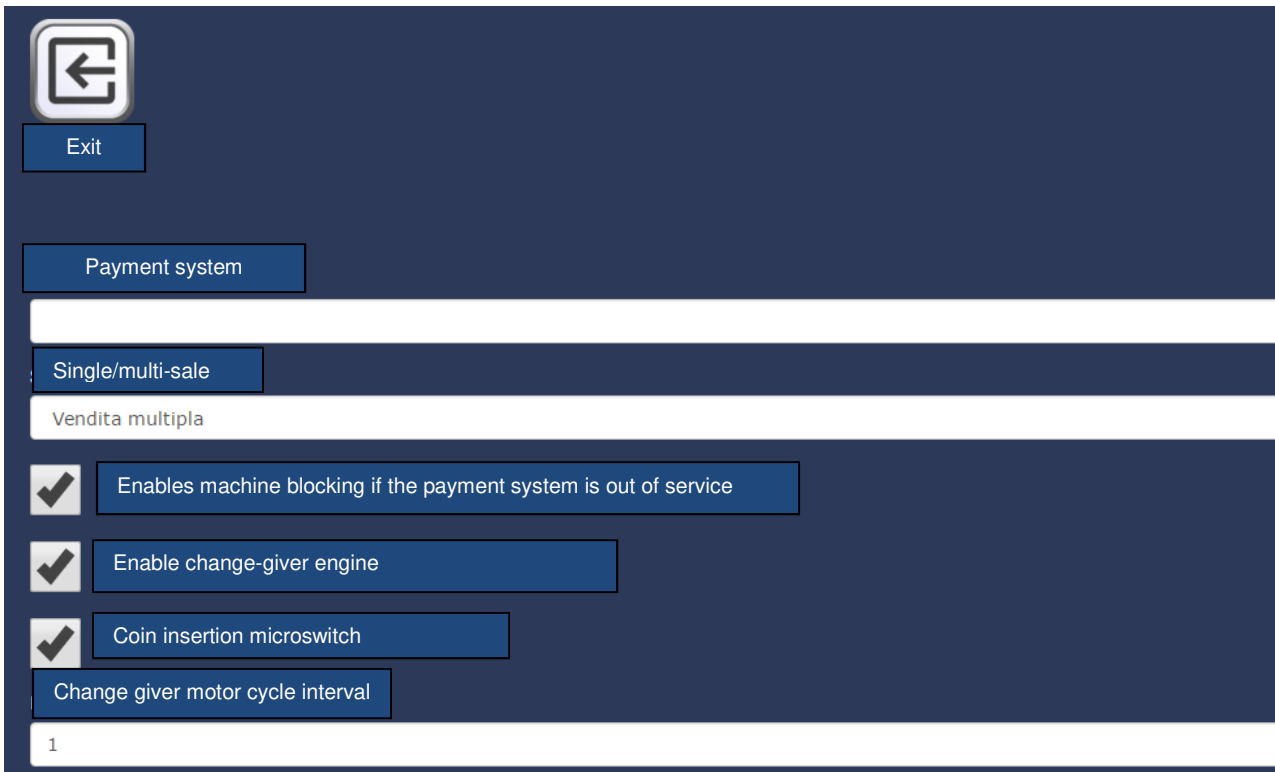 Exit
Payment system
Single/multi-sale
Vendita multipla
Enables machine blocking if the payment system is out of service
Enable change-giver engine
Coin insertion microswitch
Change giver motor cycle interval
1